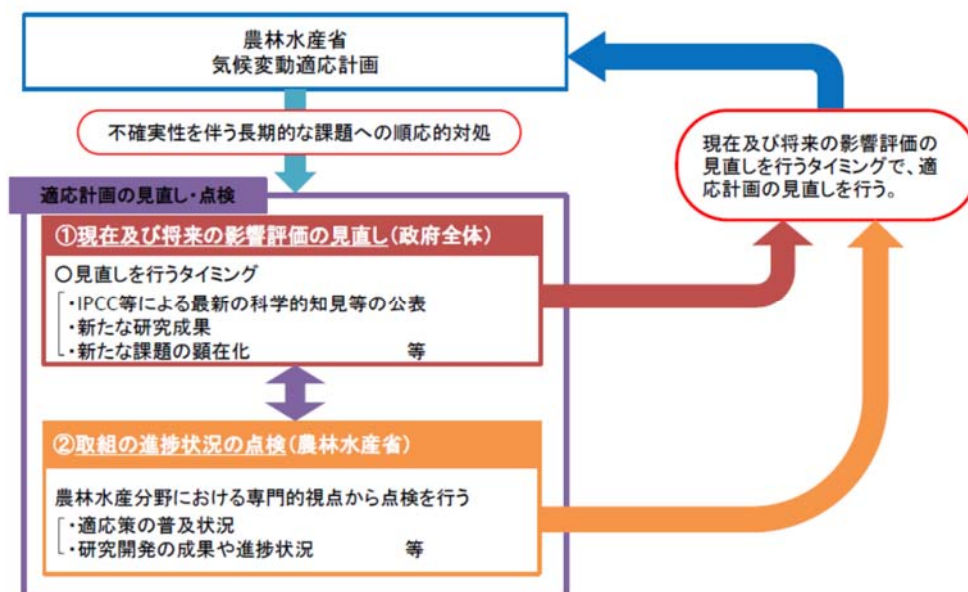 農林水産省
気候変動適応計画
不確実性を伴う長期的な課題への順応的対処
現在及び将来の影響評価の
見直しを行うタイミングで、適
応計画の見直しを行う。
適応計画の見直し・点検
①現在及び将来の影響評価の見直し(政府全体)
○見直しを行うタイミング
・IPCC等による最新の科学的知見等の公表
・新たな研究成果
・新たな課題の顕在化 等
②取組の進捗状況の点検(農林水産省)
農林水産分野における専門的視点から点検を行う
・適応策の普及状況
・研究開発の成果や進捗状況 等